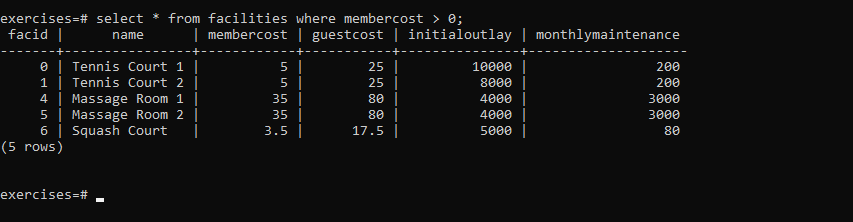 exercises=# select * from facilities where membercost > 0;
 facid |      name       | membercost | guestcost | initialoutlay | monthlymaintenance
-------+-----------------+------------+-----------+---------------+--------------------
     0 | Tennis Court 1  |          5 |        25 |         10000 |                200
     1 | Tennis Court 2  |          5 |        25 |          8000 |                200
     4 | Massage Room 1  |         35 |        80 |          4000 |               3000
     5 | Massage Room 2  |         35 |        80 |          4000 |               3000
     6 | Squash Court    |        3.5 |      17.5 |          5000 |                 80
(5 rows)
exercises=#